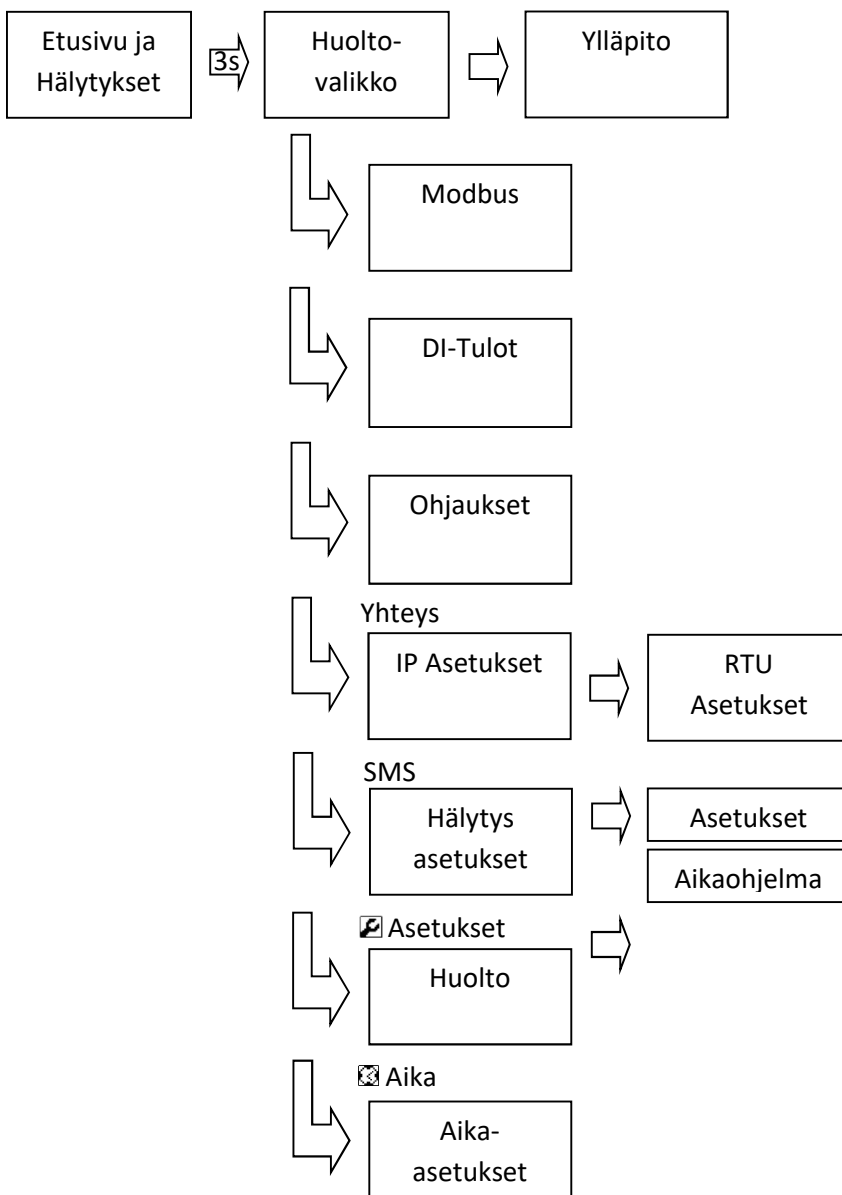 Etusivu ja
Hälytykset
3s
Huolto-
valikko
Ylläpito
Modbus
DI-Tulot
Ohjaukset
Yhteys
IP Asetukset
RTU
Asetukset
SMS
Hälytys
asetukset
Asetukset
Aikaohjelma
Asetukset
Huolto
Aika
Aika-
asetukset